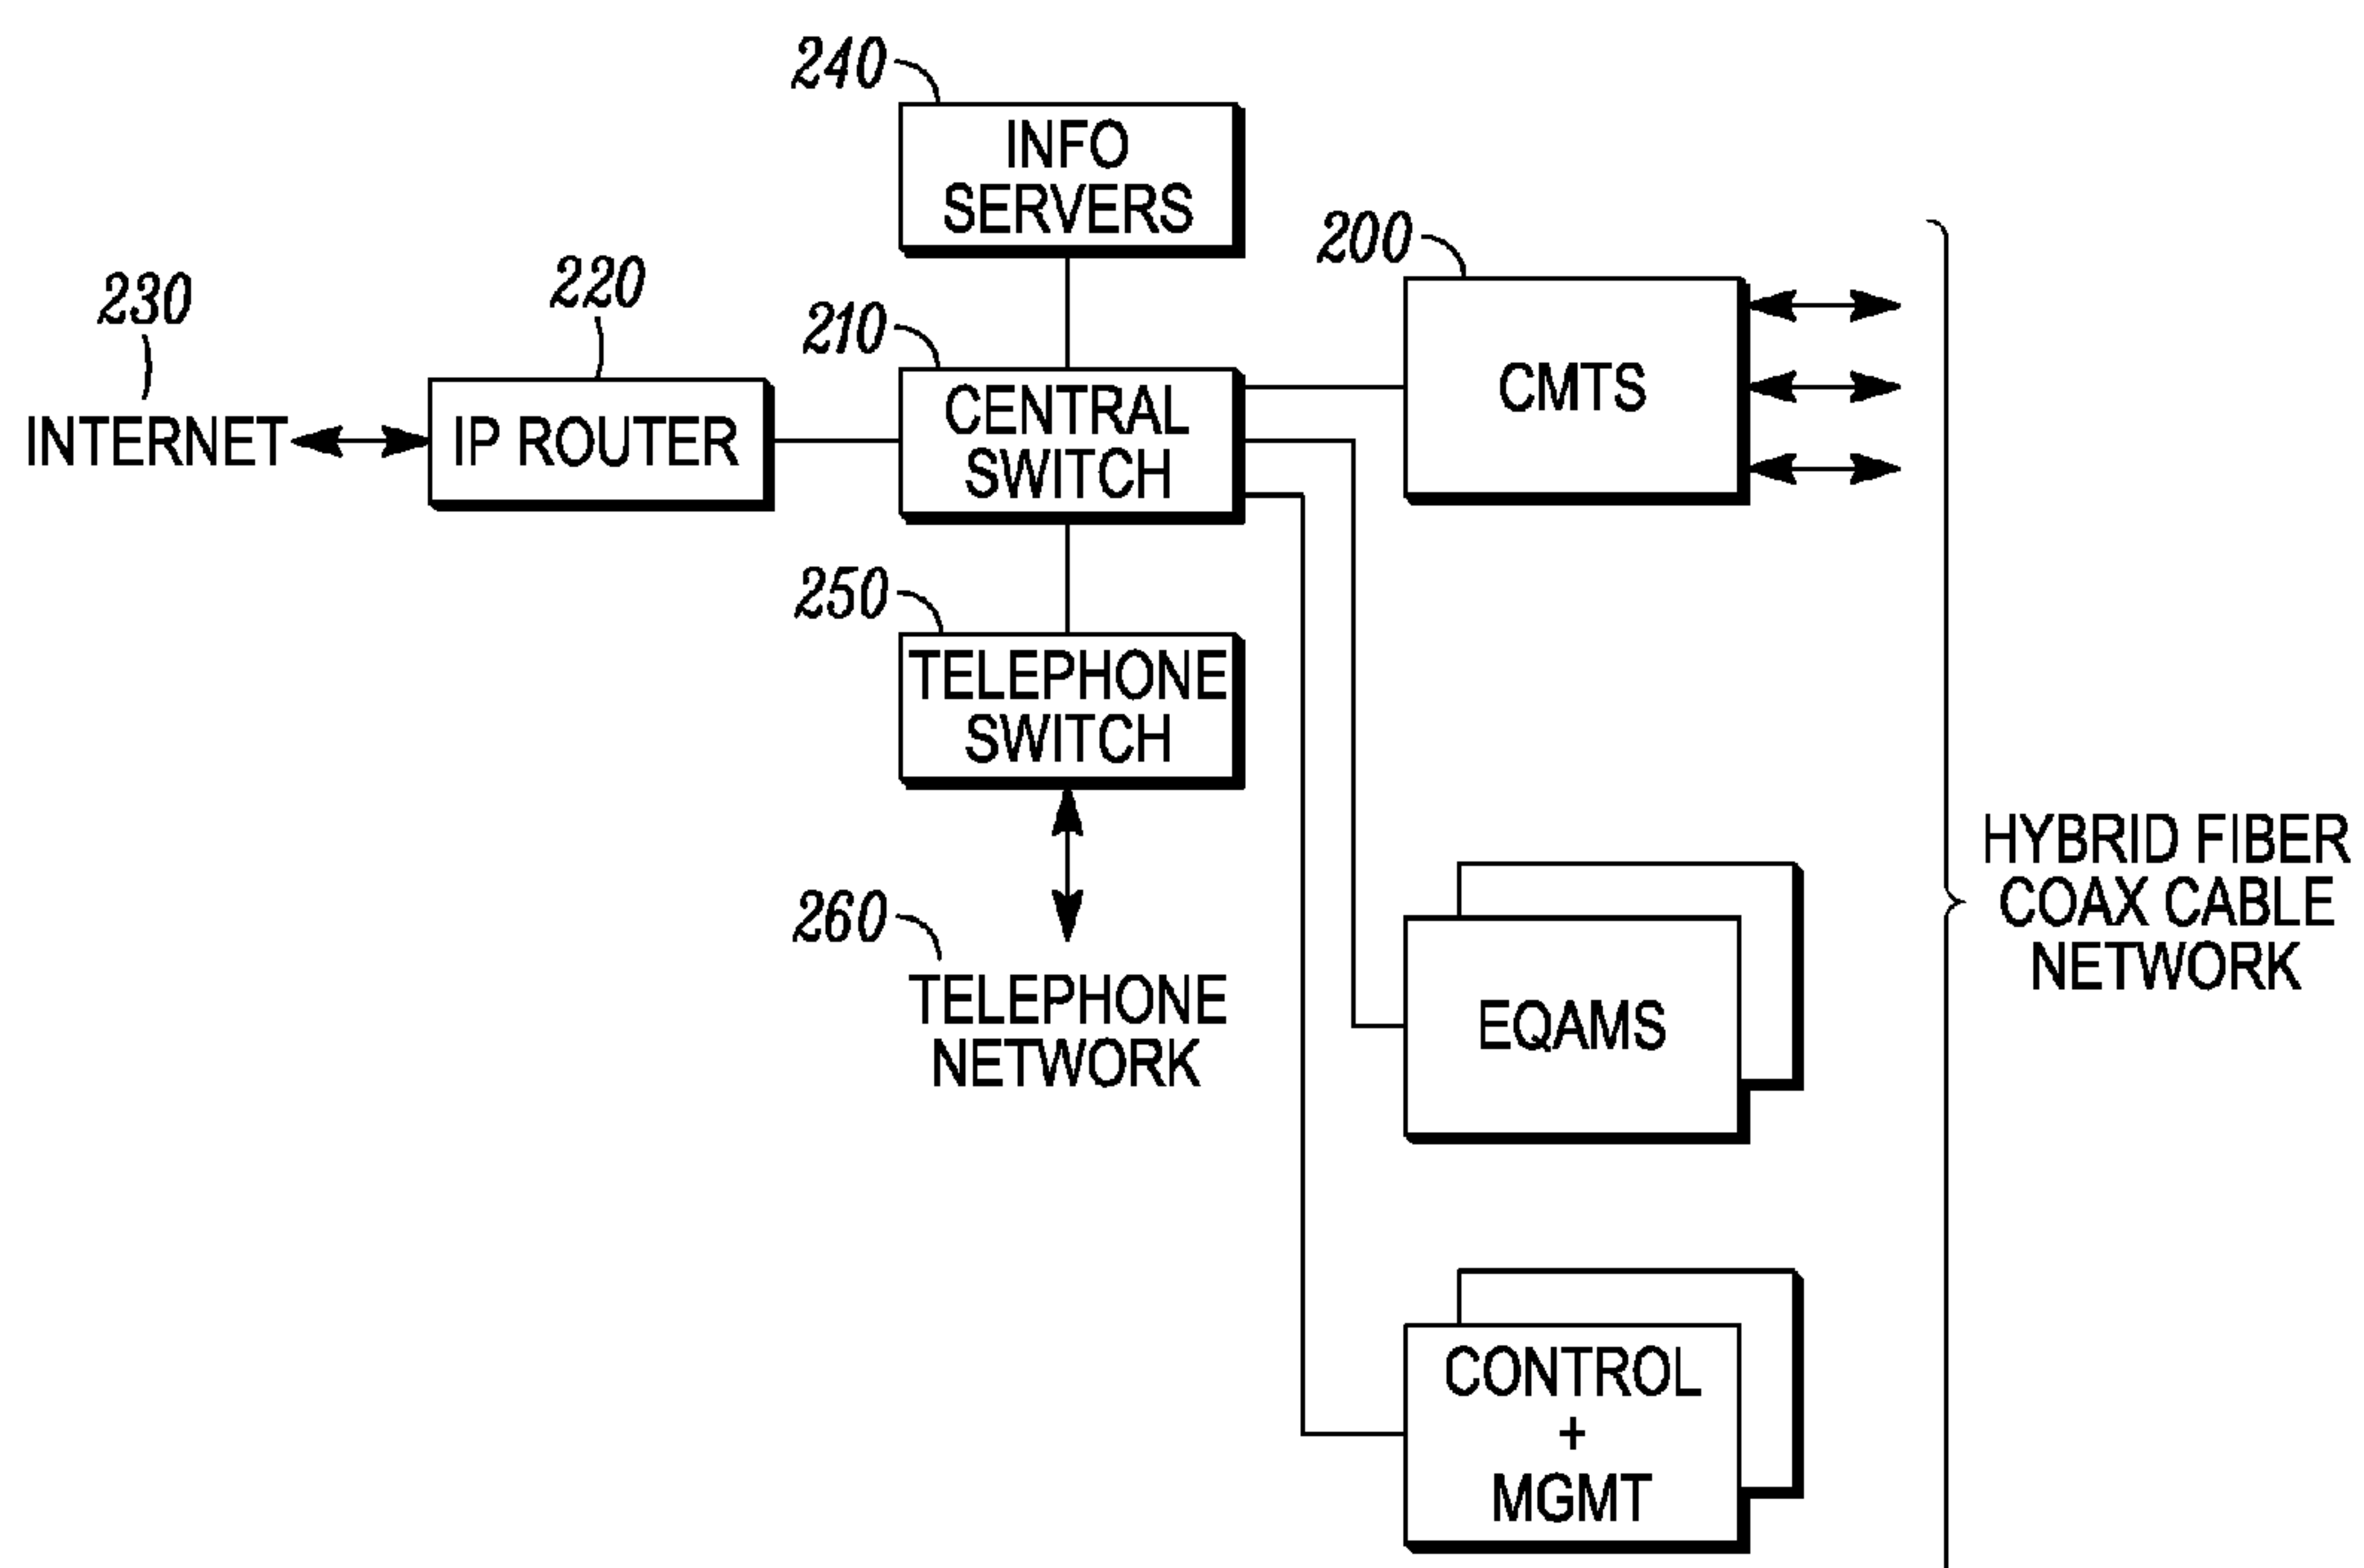 240
INFO
SERVERS
200
230
220
210
INTERNET
IP ROUTER
CENTRAL
SWITCH
CMTS
250
TELEPHONE
SWITCH
260
TELEPHONE
NETWORK
HYBRID FIBER
COAX CABLE
NETWORK
EQAMS
CONTROL
+
MGMT